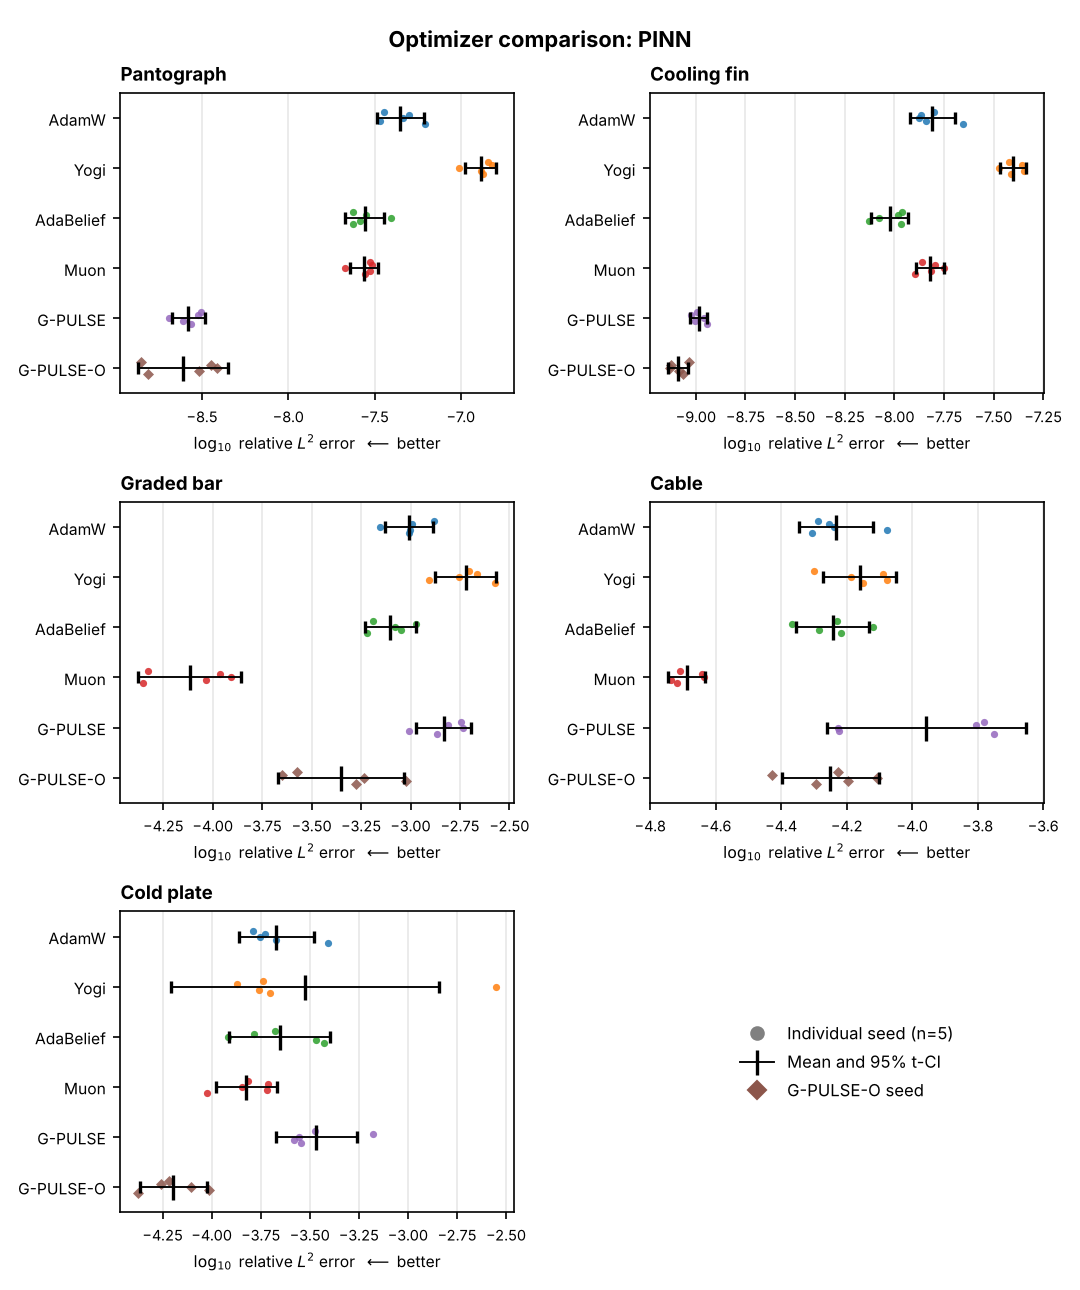 Optimizer comparison: PINN
Pantograph
AdamW
Yogi
AdaBelief
Muon
G-PULSE
G-PULSE-O
−8.5 −8.0 −7.5 −7.0
log₁₀ relative L² error ⟵ better
Cooling fin
AdamW
Yogi
AdaBelief
Muon
G-PULSE
G-PULSE-O
−9.00 −8.75 −8.50 −8.25 −8.00 −7.75 −7.50 −7.25
log₁₀ relative L² error ⟵ better
Graded bar
AdamW
Yogi
AdaBelief
Muon
G-PULSE
G-PULSE-O
−4.25 −4.00 −3.75 −3.50 −3.25 −3.00 −2.75 −2.50
log₁₀ relative L² error ⟵ better
Cable
AdamW
Yogi
AdaBelief
Muon
G-PULSE
G-PULSE-O
−4.8 −4.6 −4.4 −4.2 −4.0 −3.8 −3.6
log₁₀ relative L² error ⟵ better
Cold plate
AdamW
Yogi
AdaBelief
Muon
G-PULSE
G-PULSE-O
−4.25 −4.00 −3.75 −3.50 −3.25 −3.00 −2.75 −2.50
log₁₀ relative L² error ⟵ better
Individual seed (n=5)
Mean and 95% t-CI
G-PULSE-O seed